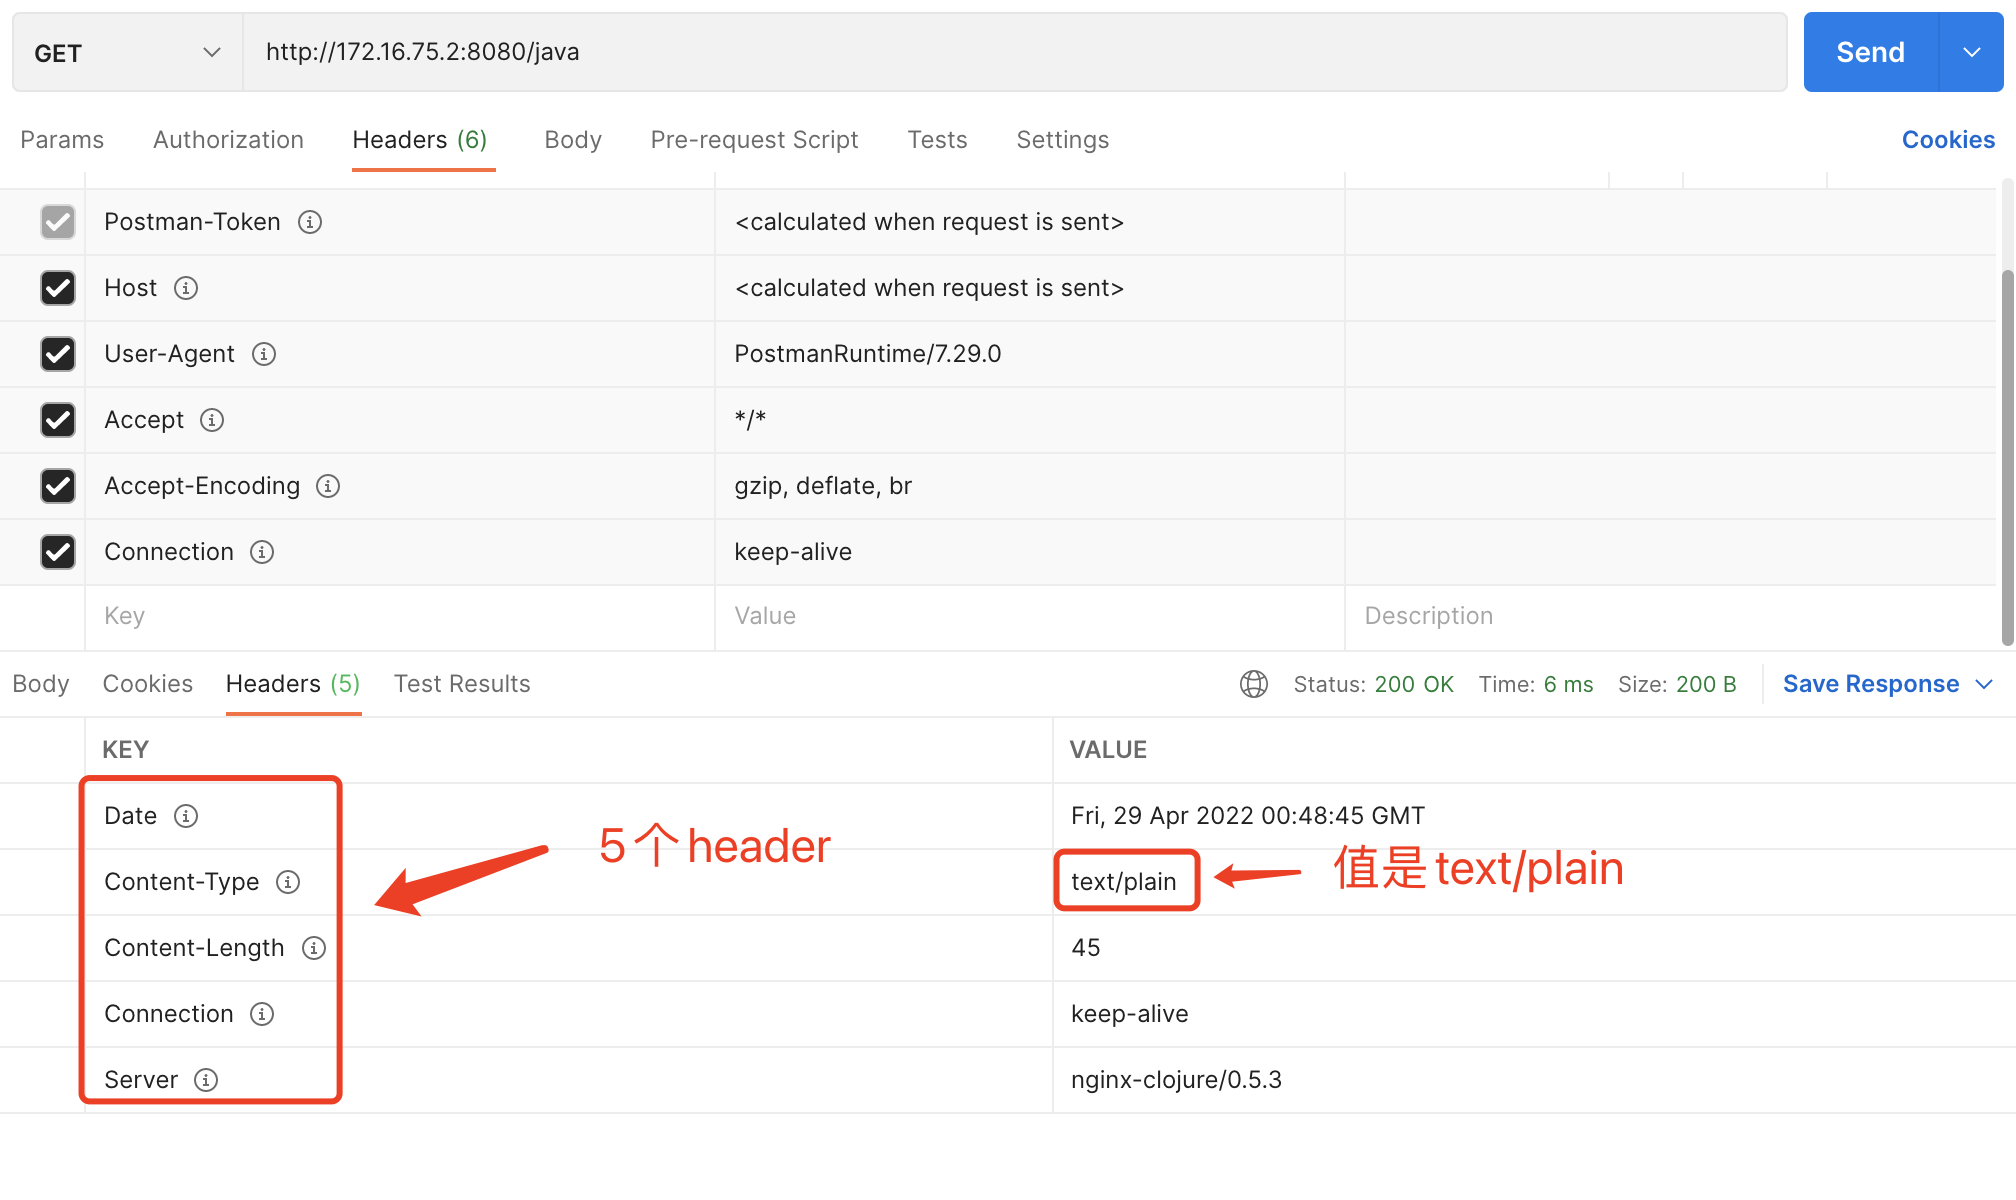 GET http://172.16.75.2:8080/java Send
Params Authorization Headers (6) Body Pre-request Script Tests Settings Cookies
Postman-Token <calculated when request is sent>
Host <calculated when request is sent>
User-Agent PostmanRuntime/7.29.0
Accept */*
Accept-Encoding gzip, deflate, br
Connection keep-alive
Key Value Description
Body Cookies Headers (5) Test Results Status: 200 OK Time: 6 ms Size: 200 B Save Response
KEY VALUE
Date Fri, 29 Apr 2022 00:48:45 GMT
5个header
值是text/plain
Content-Type text/plain
Content-Length 45
Connection keep-alive
Server nginx-clojure/0.5.3